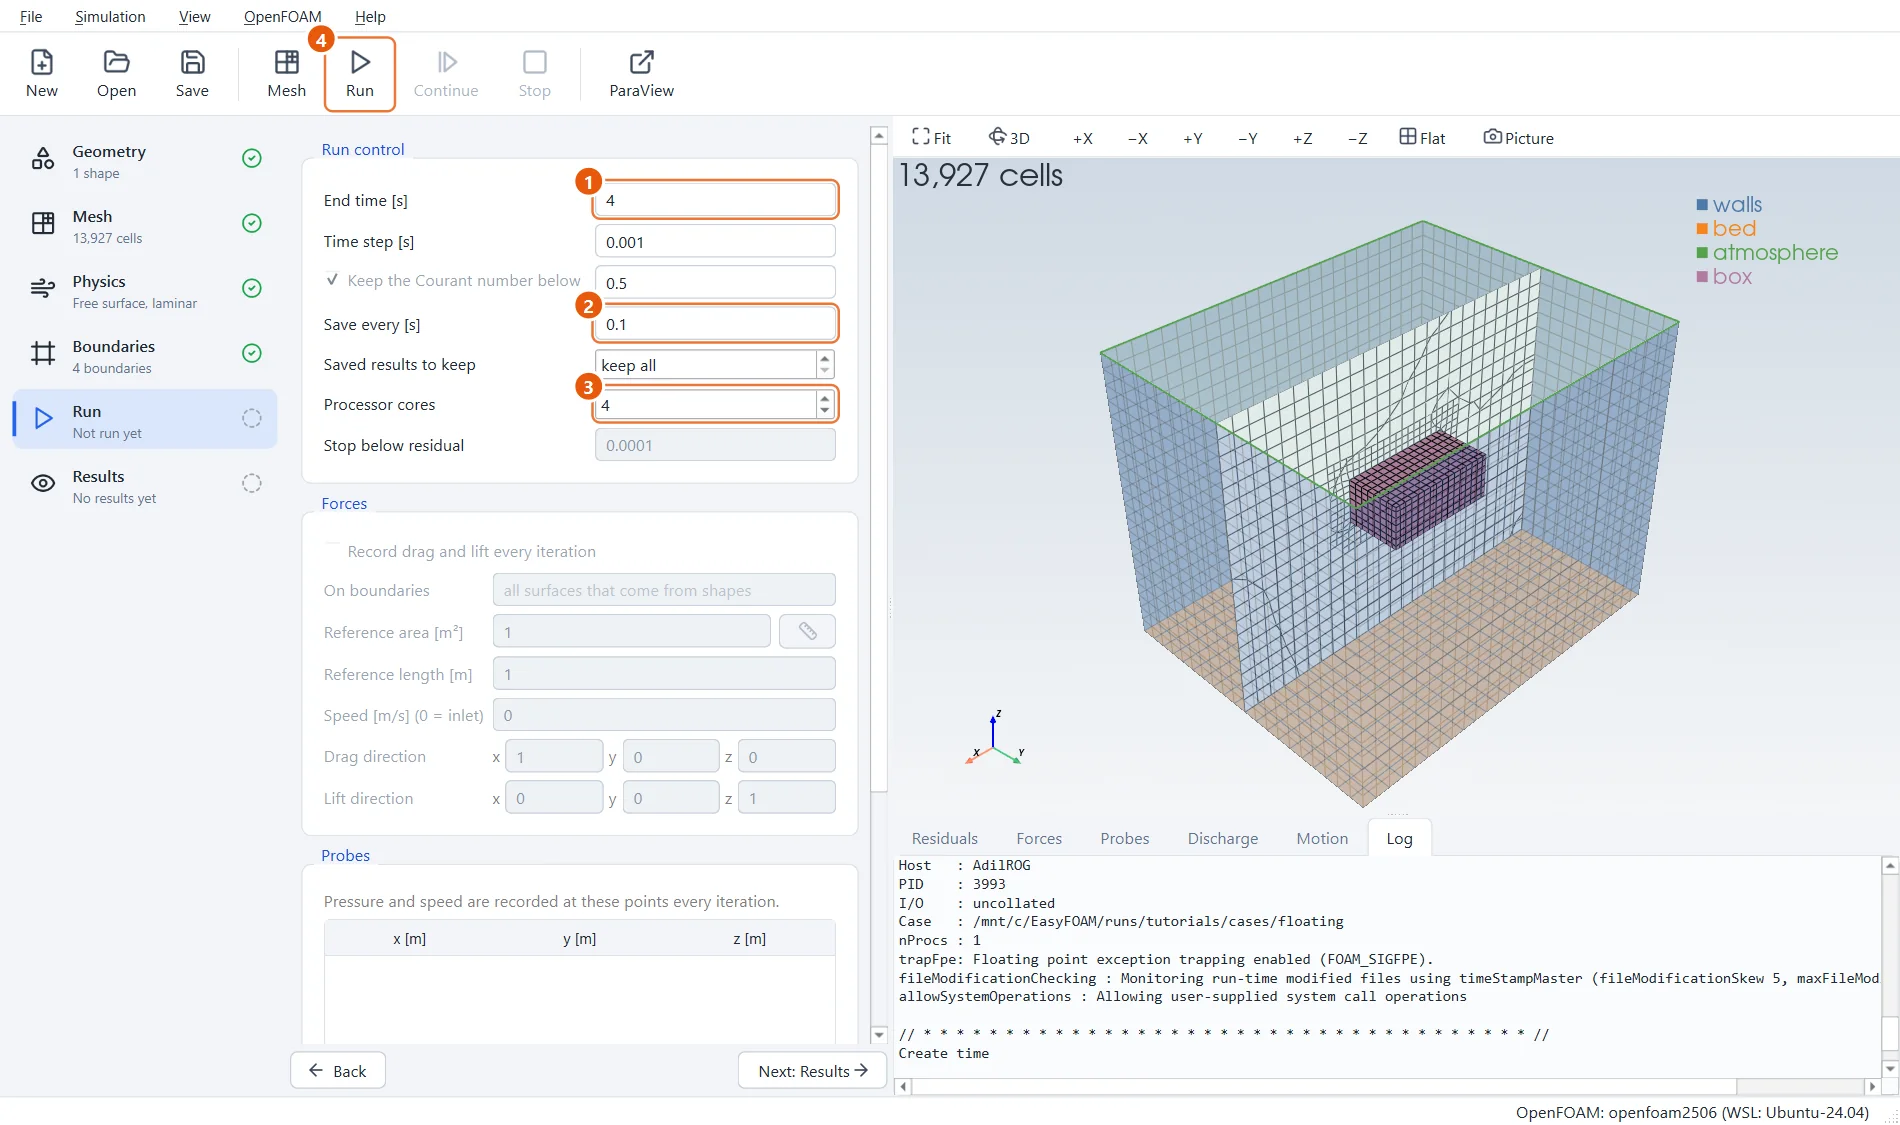 File Simulation View OpenFOAM Help
4
New Open Save Mesh Run Continue Stop ParaView
Geometry
1 shape
Mesh
13,927 cells
Physics
Free surface, laminar
Boundaries
4 boundaries
Run
Not run yet
Results
No results yet
Run control
1
End time [s] 4
Time step [s] 0.001
Keep the Courant number below 0.5
2
Save every [s] 0.1
Saved results to keep keep all
3
Processor cores 4
Stop below residual 0.0001
Forces
Record drag and lift every iteration
On boundaries all surfaces that come from shapes
Reference area [m²] 1
Reference length [m] 1
Speed [m/s] (0 = inlet) 0
Drag direction x 1 y 0 z 0
Lift direction x 0 y 0 z 1
Probes
Pressure and speed are recorded at these points every iteration.
x [m] y [m] z [m]
Back Next: Results
Fit 3D +X −X +Y −Y +Z −Z Flat Picture
13,927 cells
walls
bed
atmosphere
box
Z
X Y
Residuals Forces Probes Discharge Motion Log
Host : AdilROG
PID : 3993
I/O : uncollated
Case : /mnt/c/EasyFOAM/runs/tutorials/cases/floating
nProcs : 1
trapFpe: Floating point exception trapping enabled (FOAM_SIGFPE).
fileModificationChecking : Monitoring run-time modified files using timeStampMaster (fileModificationSkew 5, maxFileMod
allowSystemOperations : Allowing user-supplied system call operations
// * * * * * * * * * * * * * * * * * * * * * * * * * * * * * * * * * * * * * //
Create time
OpenFOAM: openfoam2506 (WSL: Ubuntu-24.04)